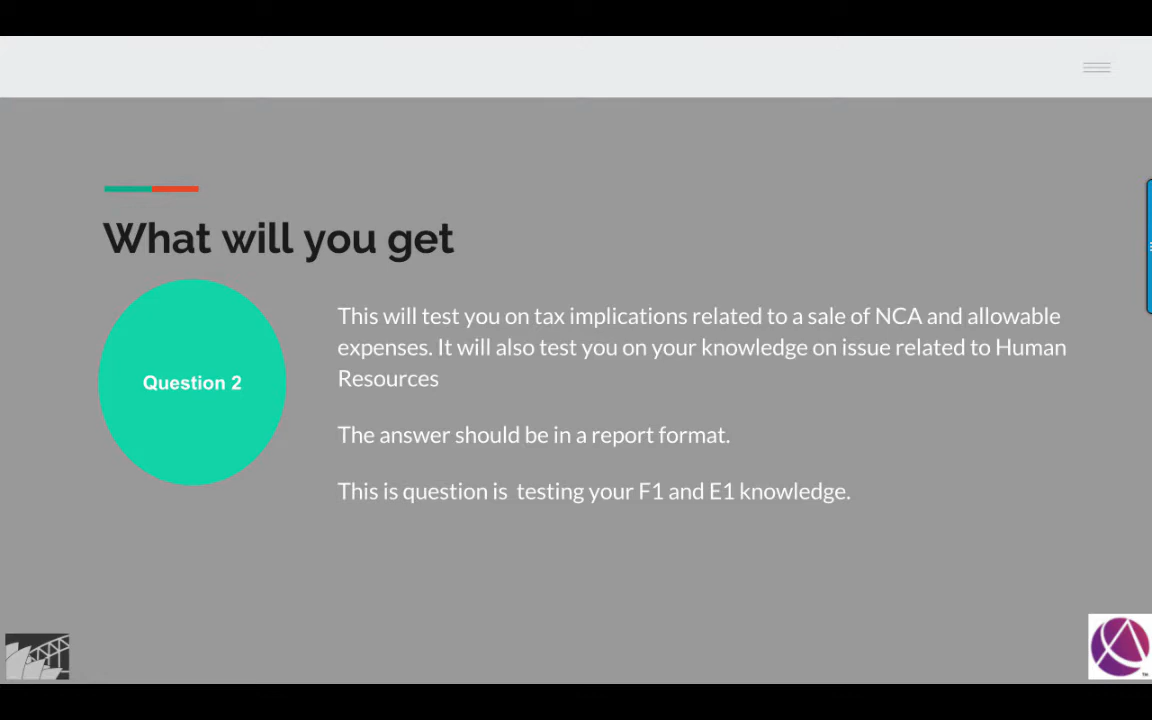 What will you get
Question 2
This will test you on tax implications related to a sale of NCA and allowable
expenses. It will also test you on your knowledge on issue related to Human
Resources
The answer should be in a report format.
This is question is  testing your F1 and E1 knowledge.